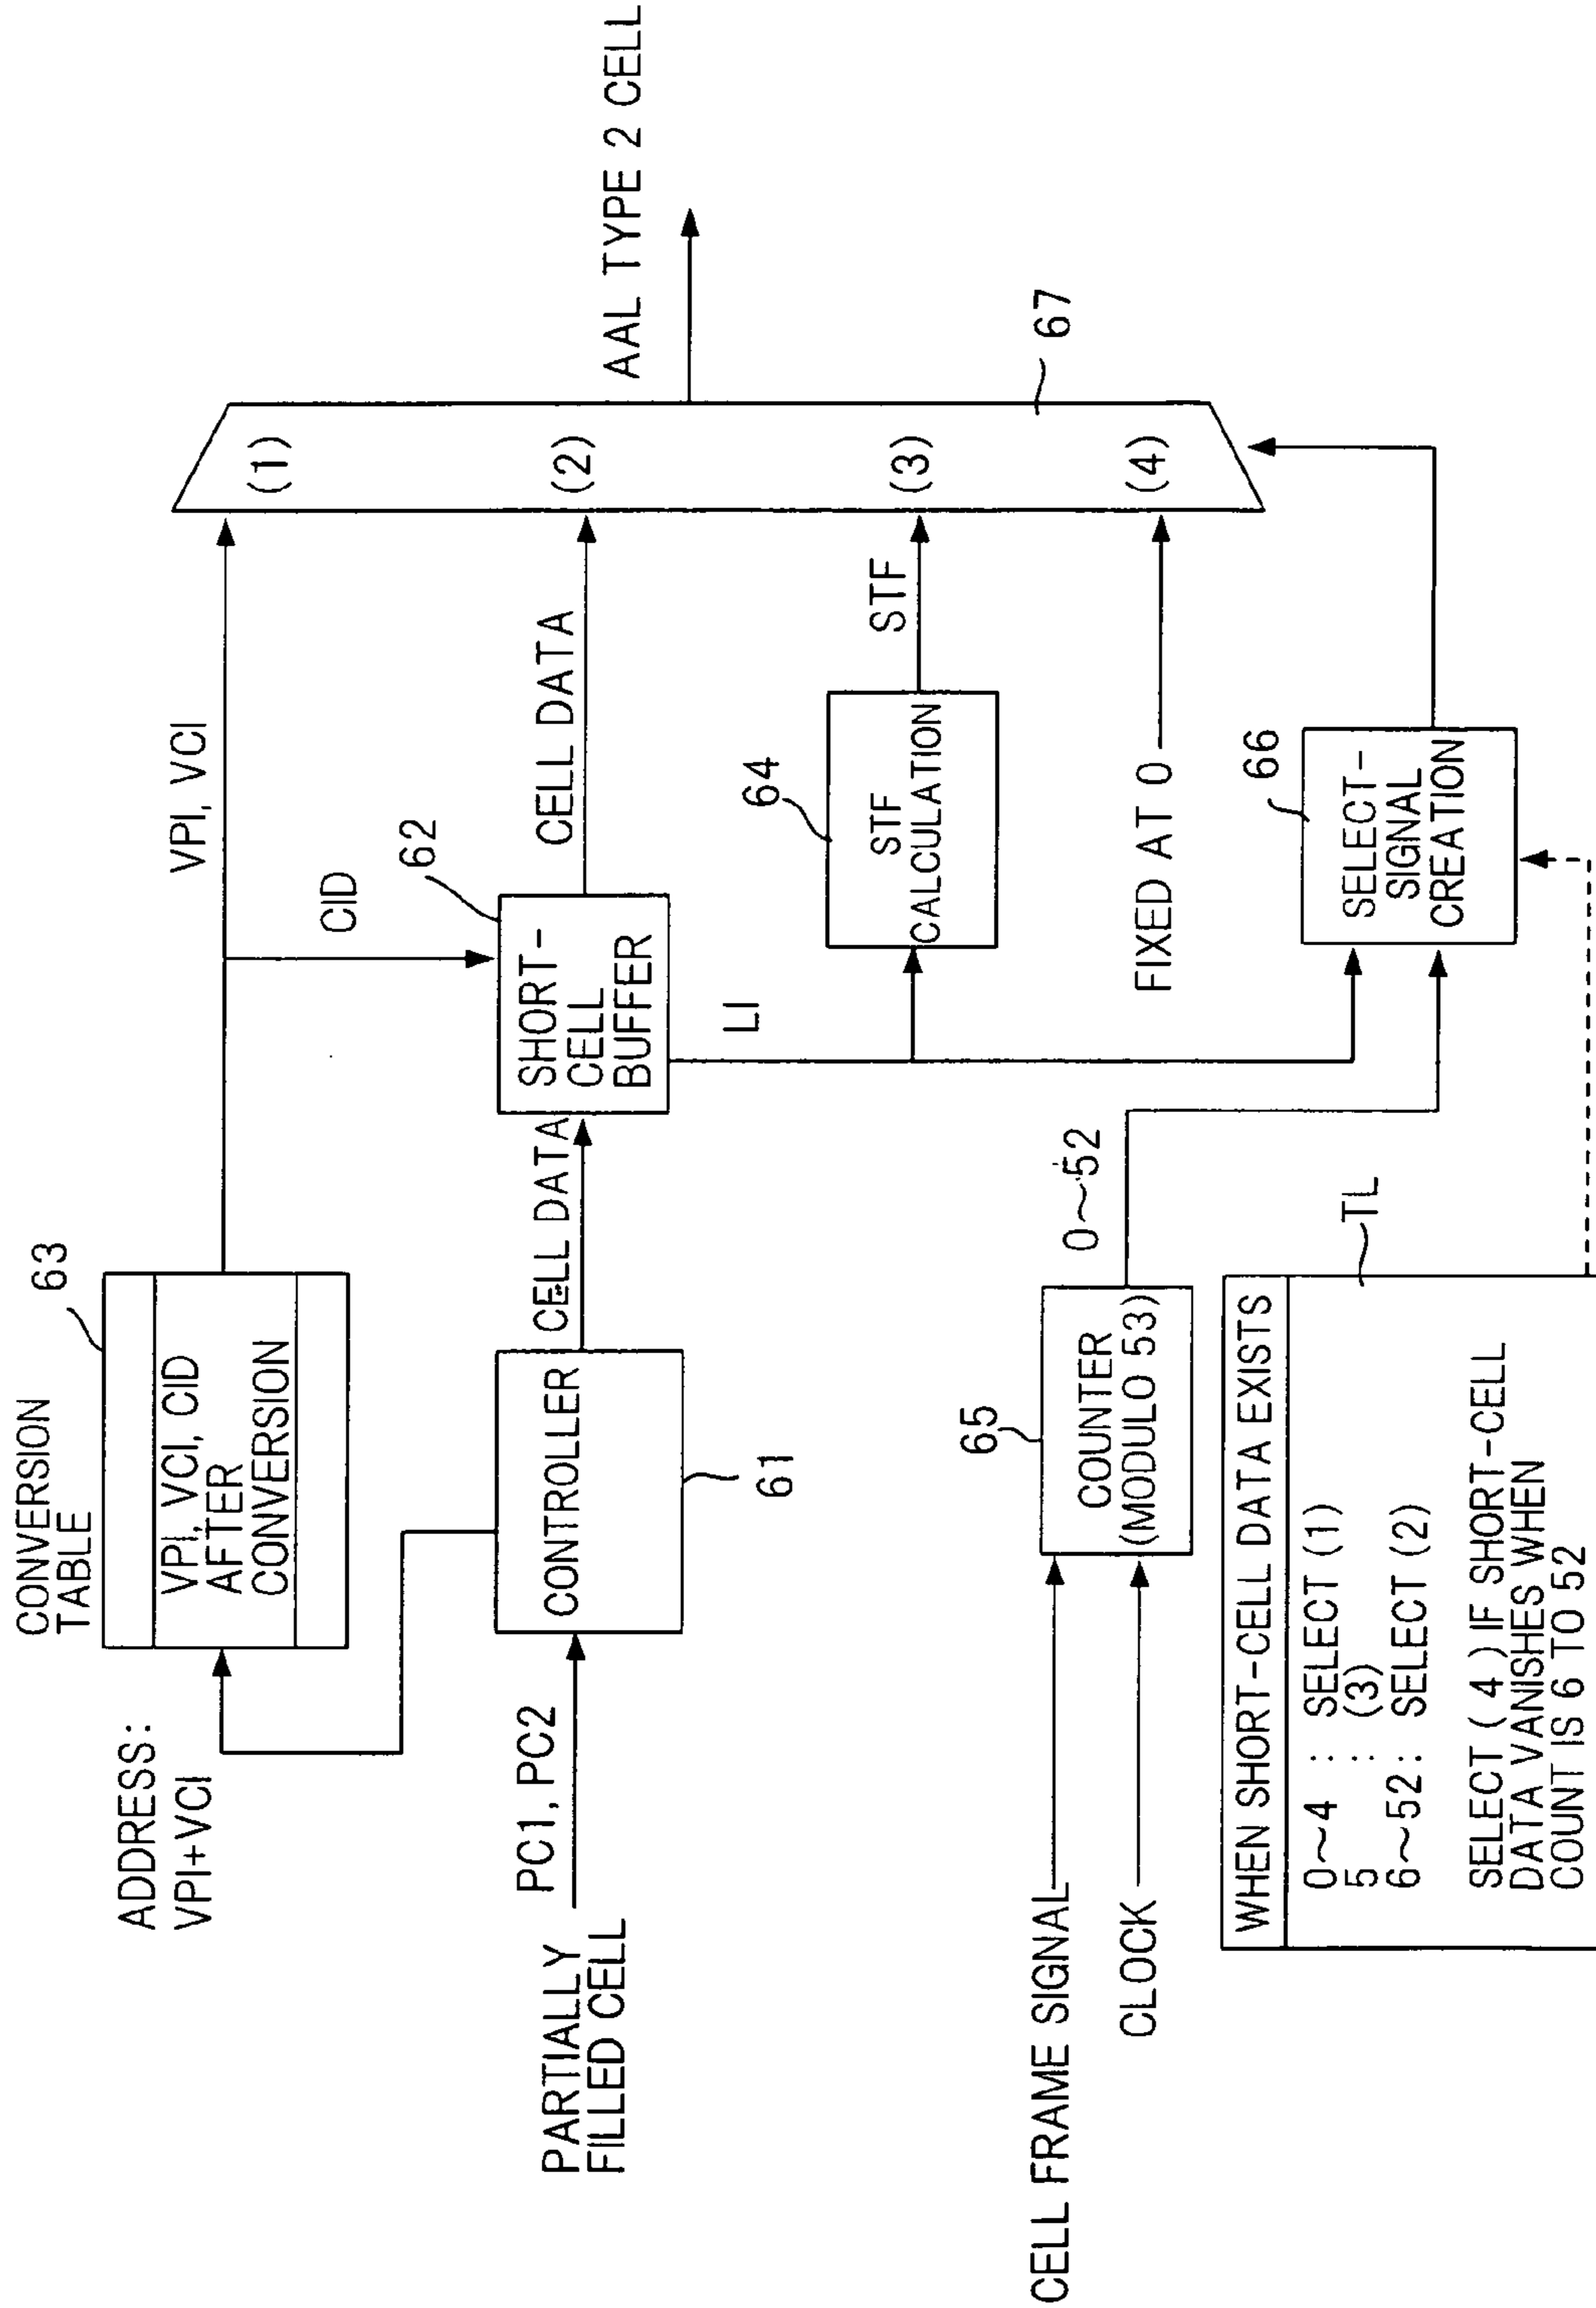 CONVERSION
TABLE
63
ADDRESS:
VPI+VCI
VPI, VCI, CID
AFTER
CONVERSION
VPI, VCI
CID
PARTIALLY
FILLED CELL
PC1, PC2
CONTROLLER
61
CELL DATA
SHORT-
CELL
BUFFER
62
CELL DATA
LI
STF
CALCULATION
64
STF
FIXED AT 0
(1)
(2)
(3)
(4)
67
AAL TYPE 2 CELL
CELL FRAME SIGNAL
CLOCK
COUNTER
(MODULO 53)
65
0~52
SELECT-
SIGNAL
CREATION
66
TL
WHEN SHORT-CELL DATA EXISTS
0~4 : SELECT (1)
5 : (3)
6~52: SELECT (2)
SELECT (4) IF SHORT-CELL
DATA VANISHES WHEN
COUNT IS 6 TO 52